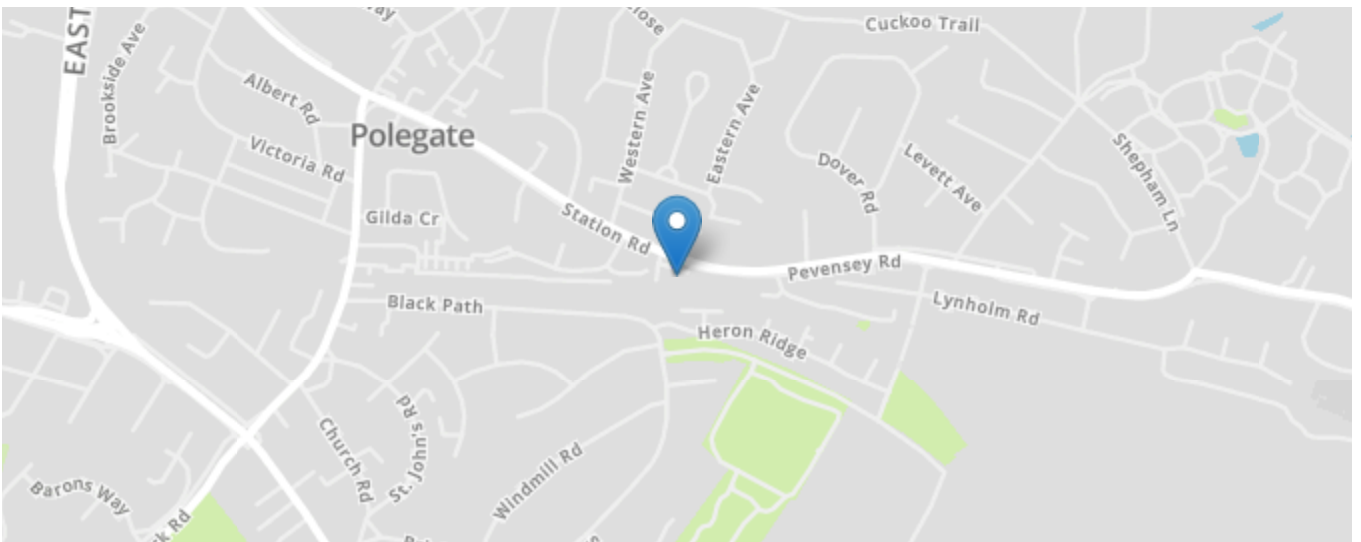 Cuckoo Trail
EAST
Brookside Ave
Albert Rd
Polegate
Victoria Rd
Western Ave
Eastern Ave
Dover Rd
Levett Ave
Shepham Ln
Gilda Cr
Station Rd
Pevensey Rd
Black Path
Lynholm Rd
Heron Ridge
Church Rd
St. John's Rd
Windmill Rd
Barons Way